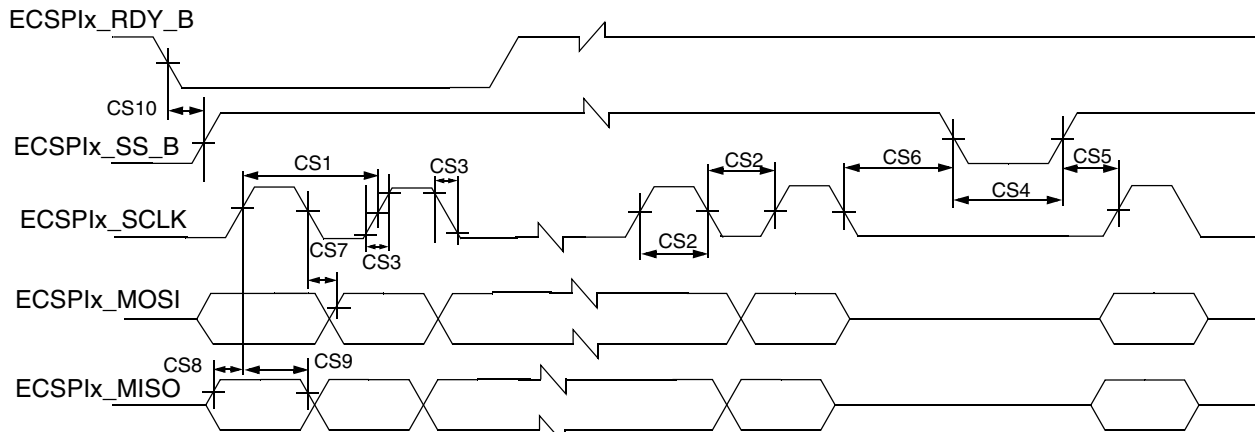 ECSPIx_RDY_B
CS10
ECSPIx_SS_B
CS1
CS3
CS2
CS6
CS5
CS4
ECSPIx_SCLK
CS7
CS3
CS2
ECSPIx_MOSI
CS8
CS9
ECSPIx_MISO